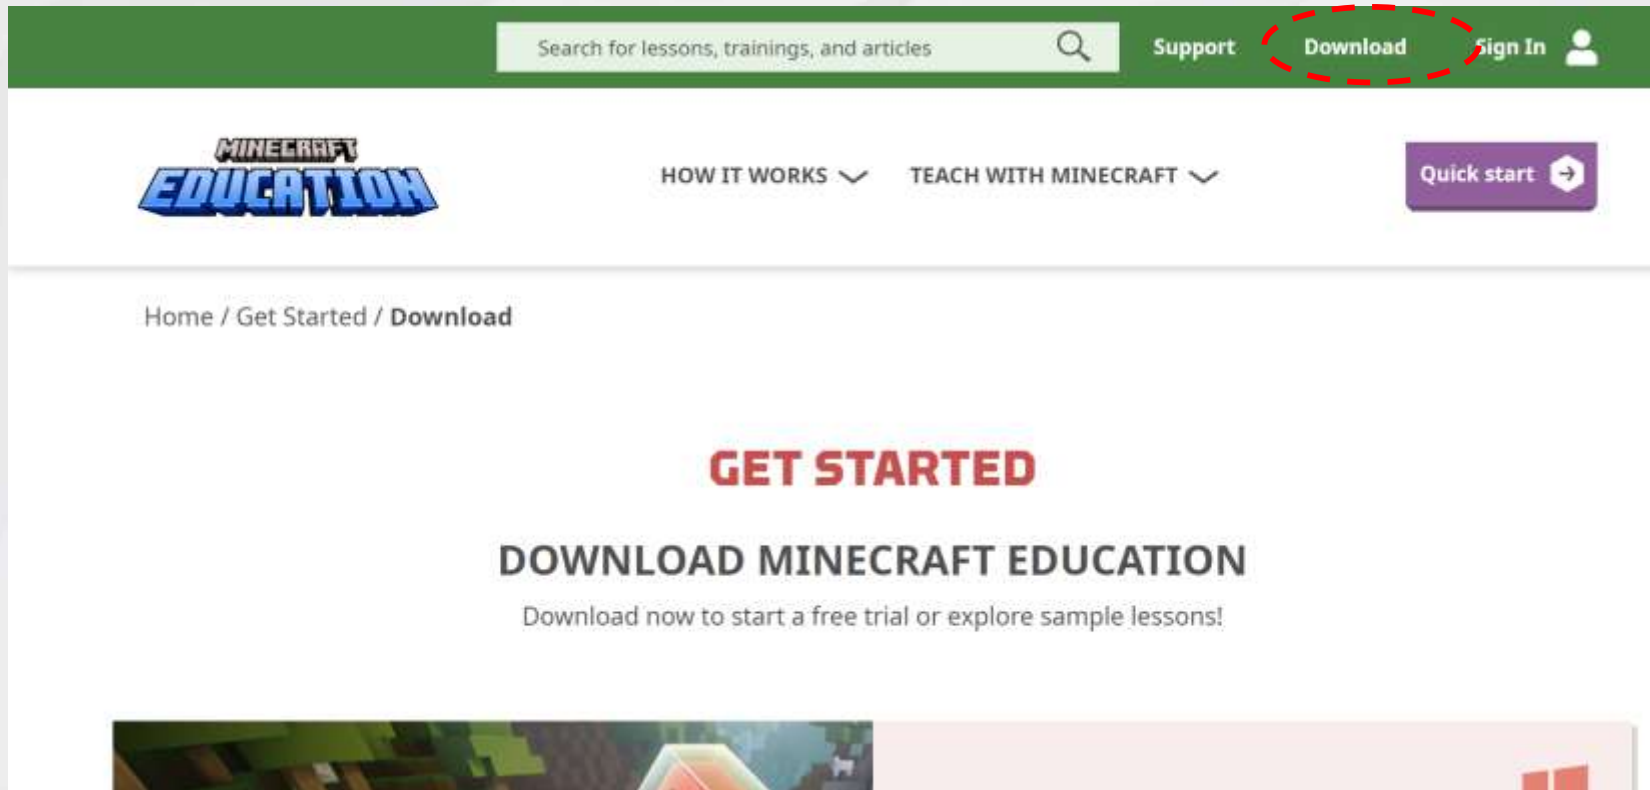 Search for lessons, trainings, and articles
Support
Download
Sign In
MINECRAFT
EDUCATION
HOW IT WORKS
TEACH WITH MINECRAFT
Quick start
Home / Get Started / Download
GET STARTED
DOWNLOAD MINECRAFT EDUCATION
Download now to start a free trial or explore sample lessons!